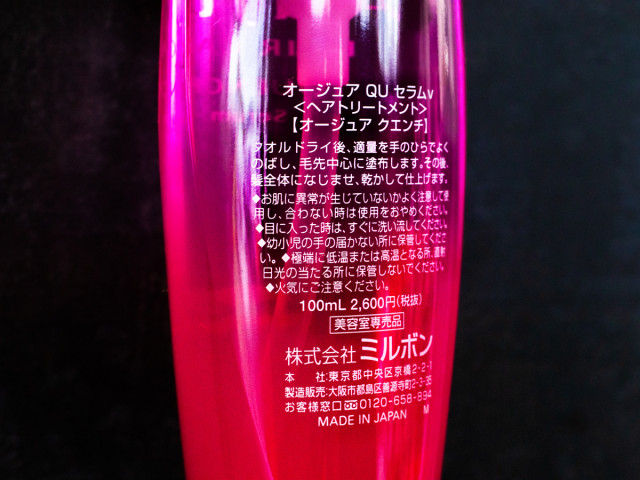 オージュア QU セラムv
<ヘアトリートメント>
【オージュア クエンチ】
タオルドライ後、適量を手のひらでよく
のばし、毛先中心に塗布します。その後、
髪全体になじませ、乾かして仕上げます。
◆お肌に異常が生じていないかよく注意して使
用し、合わない時は使用をおやめください。
◆目に入った時は、すぐに洗い流してください。
◆幼小児の手の届かない所に保管してくださ
い。◆極端に低温または高温となる所、直射
日光の当たる所に保管しないでください。
◆火気にご注意ください。
100mL 2,600円(税抜)
美容室専売品
株式会社 ミルボン
本 社:東京都中央区京橋2-2-1
製造販売:大阪市都島区善源寺町2-3-35
お客様窓口 0120-658-894
MADE IN JAPAN M